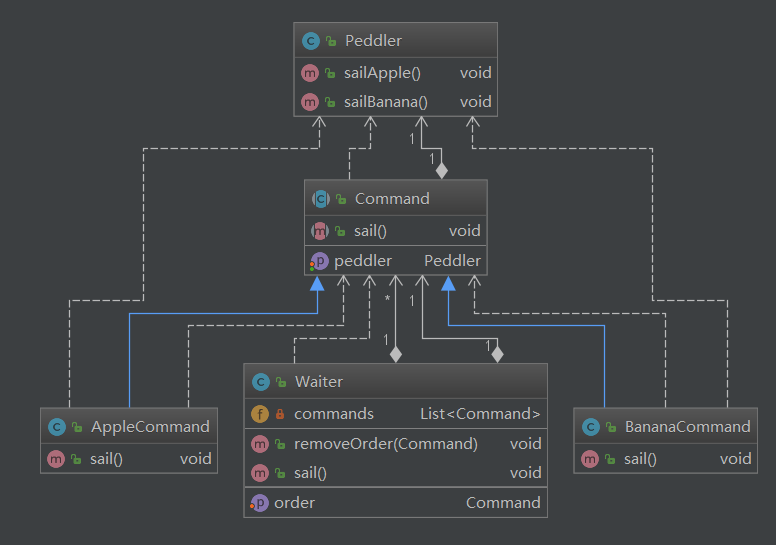 Peddler
sailApple() void
sailBanana() void
1
1
Command
sail() void
peddler Peddler
* 1
1 1
Waiter
commands List<Command>
removeOrder(Command) void
sail() void
order Command
AppleCommand
sail() void
BananaCommand
sail() void